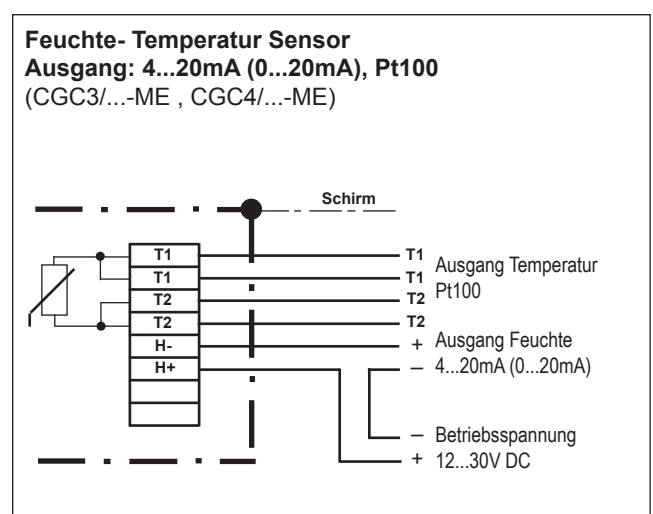 Feuchte- Temperatur Sensor
Ausgang: 4...20mA (0...20mA), Pt100
(CGC3/...-ME , CGC4/...-ME)
Schirm
T1 T1
T1 T1
Ausgang Temperatur
Pt100
T2 T2
T2 T2
H- + Ausgang Feuchte
H+ – 4...20mA (0...20mA)
– Betriebsspannung
+ 12...30V DC